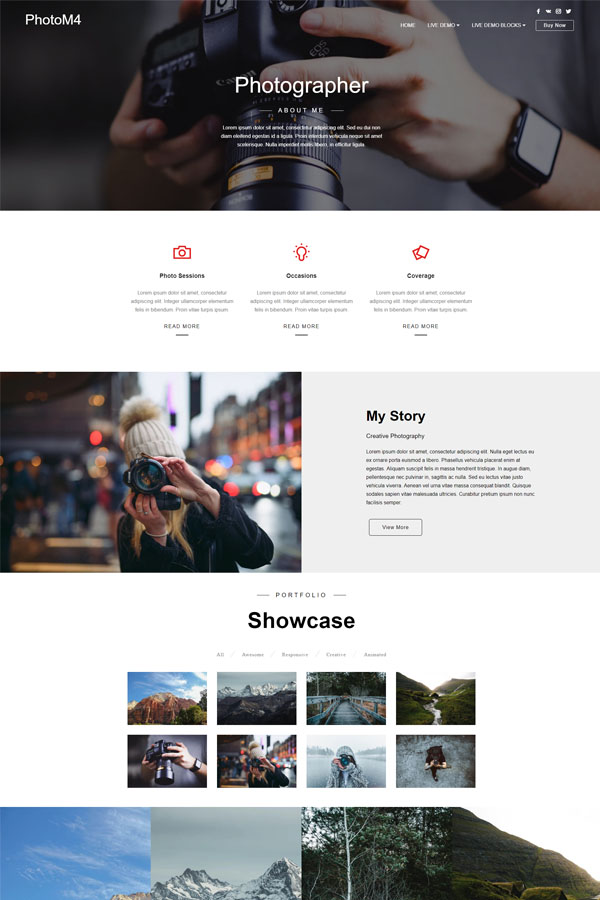 PhotoM4
HOME LIVE DEMO LIVE DEMO BLOCKS Buy Now
Canon
Photographer
ABOUT ME
Lorem ipsum dolor sit amet, consectetur adipiscing elit. Sed eu dui non
diam eleifend egestas id a ligula. Proin interdum vehicula neque sit amet
scelerisque. Nulla imperdiet mollis libero, in efficitur ligula.
Photo Sessions
Lorem ipsum dolor sit amet, consectetur
adipiscing elit. Integer ullamcorper elementum
felis in bibendum. Proin vitae turpis ipsum.
READ MORE
Occasions
Lorem ipsum dolor sit amet, consectetur
adipiscing elit. Integer ullamcorper elementum
felis in bibendum. Proin vitae turpis ipsum.
READ MORE
Coverage
Lorem ipsum dolor sit amet, consectetur
adipiscing elit. Integer ullamcorper elementum
felis in bibendum. Proin vitae turpis ipsum.
READ MORE
My Story
Creative Photography
Lorem ipsum dolor sit amet, consectetur adipiscing elit. Nulla eget lectus eu
ex ornare porta euismod a libero. Phasellus vehicula placerat enim at
egestas. Aliquam suscipit felis in massa hendrerit tristique. In augue diam,
pellentesque nec pulvinar in, sagittis ac nulla. Sed eu lectus vitae justo
vehicula viverra. Aenean vel urna vitae massa consequat blandit. Quisque
sodales sapien vitae malesuada ultricies. Curabitur pretium ipsum non nunc
facilisis semper.
View More
PORTFOLIO
Showcase
All / Awesome / Responsive / Creative / Animated